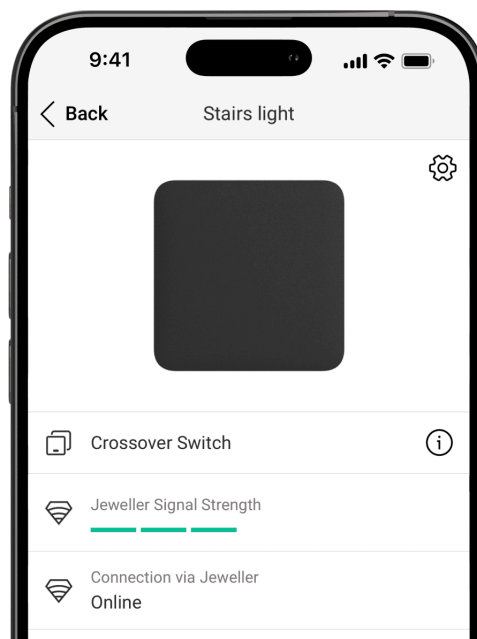 9:41
Back
Stairs light
Crossover Switch
Jeweller Signal Strength
Connection via Jeweller
Online